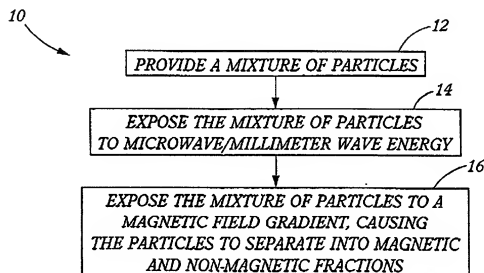 10
12
PROVIDE A MIXTURE OF PARTICLES
14
EXPOSE THE MIXTURE OF PARTICLES
TO MICROWAVE/MILLIMETER WAVE ENERGY
16
EXPOSE THE MIXTURE OF PARTICLES TO A
MAGNETIC FIELD GRADIENT, CAUSING
THE PARTICLES TO SEPARATE INTO MAGNETIC
AND NON-MAGNETIC FRACTIONS